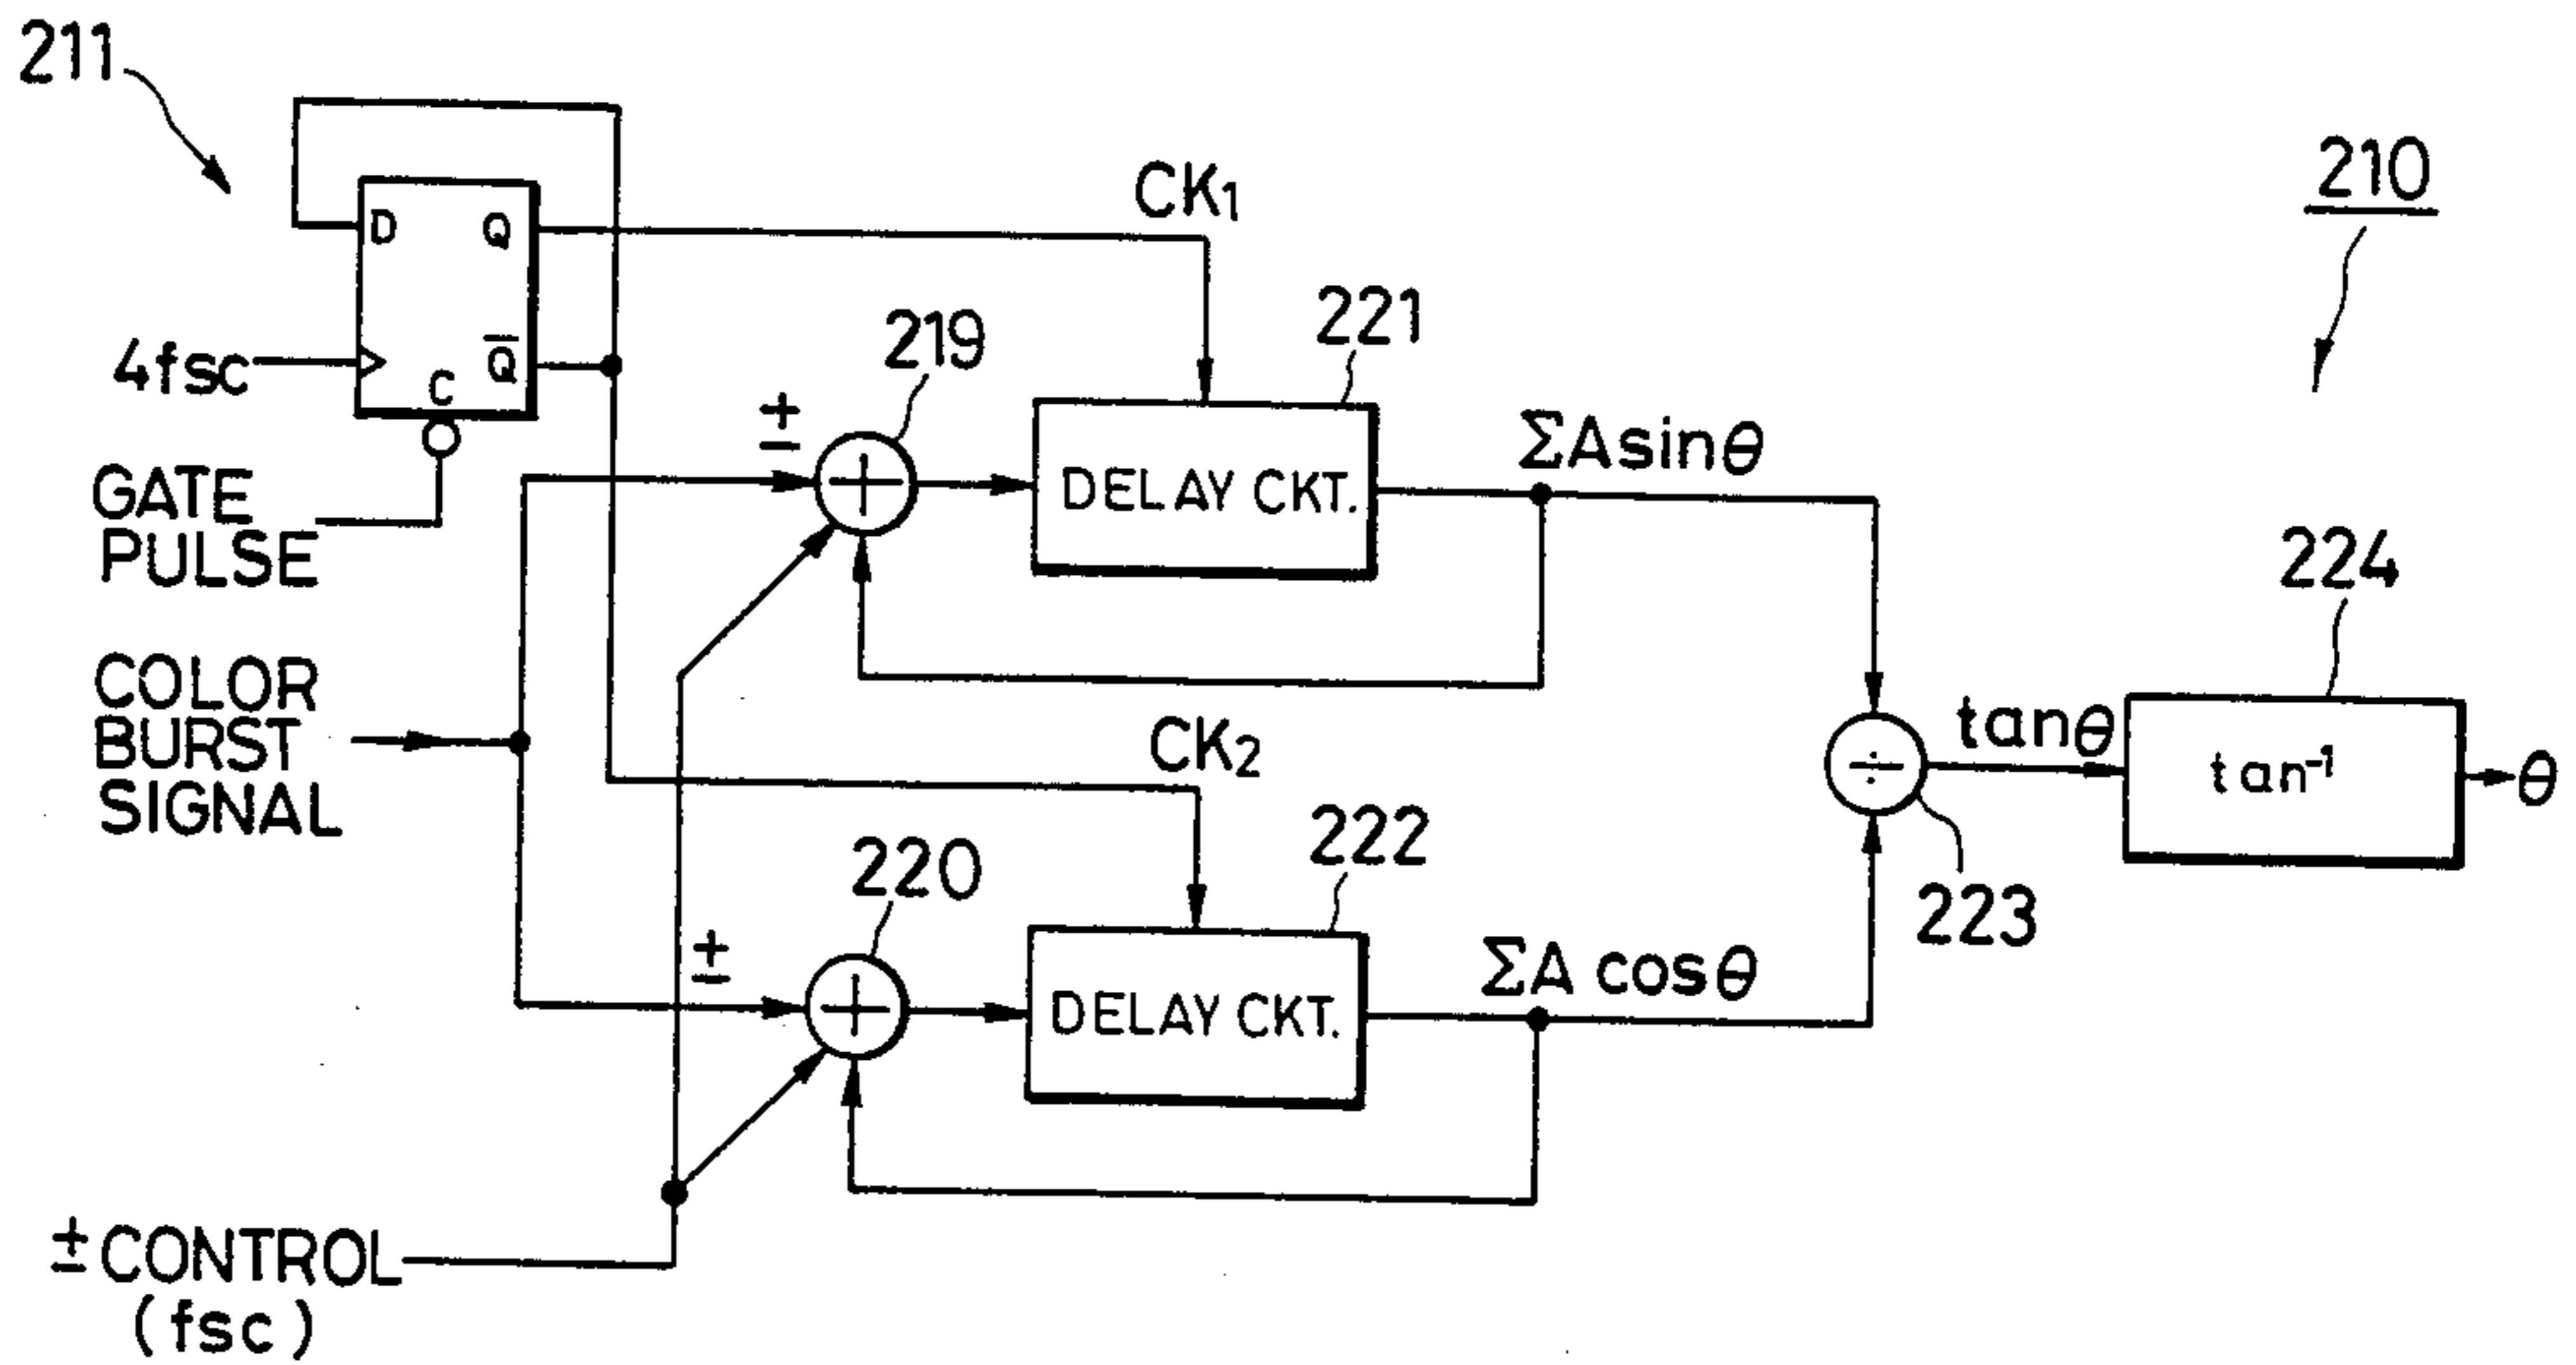 211
210
D
Q
CK1
4fsc
C
Q̅
GATE
PULSE
219
±
221
DELAY CKT.
ΣAsinθ
COLOR
BURST
SIGNAL
CK2
224
tanθ
tan⁻¹
θ
÷
223
220
±
222
DELAY CKT.
ΣA cosθ
±CONTROL
(fsc)